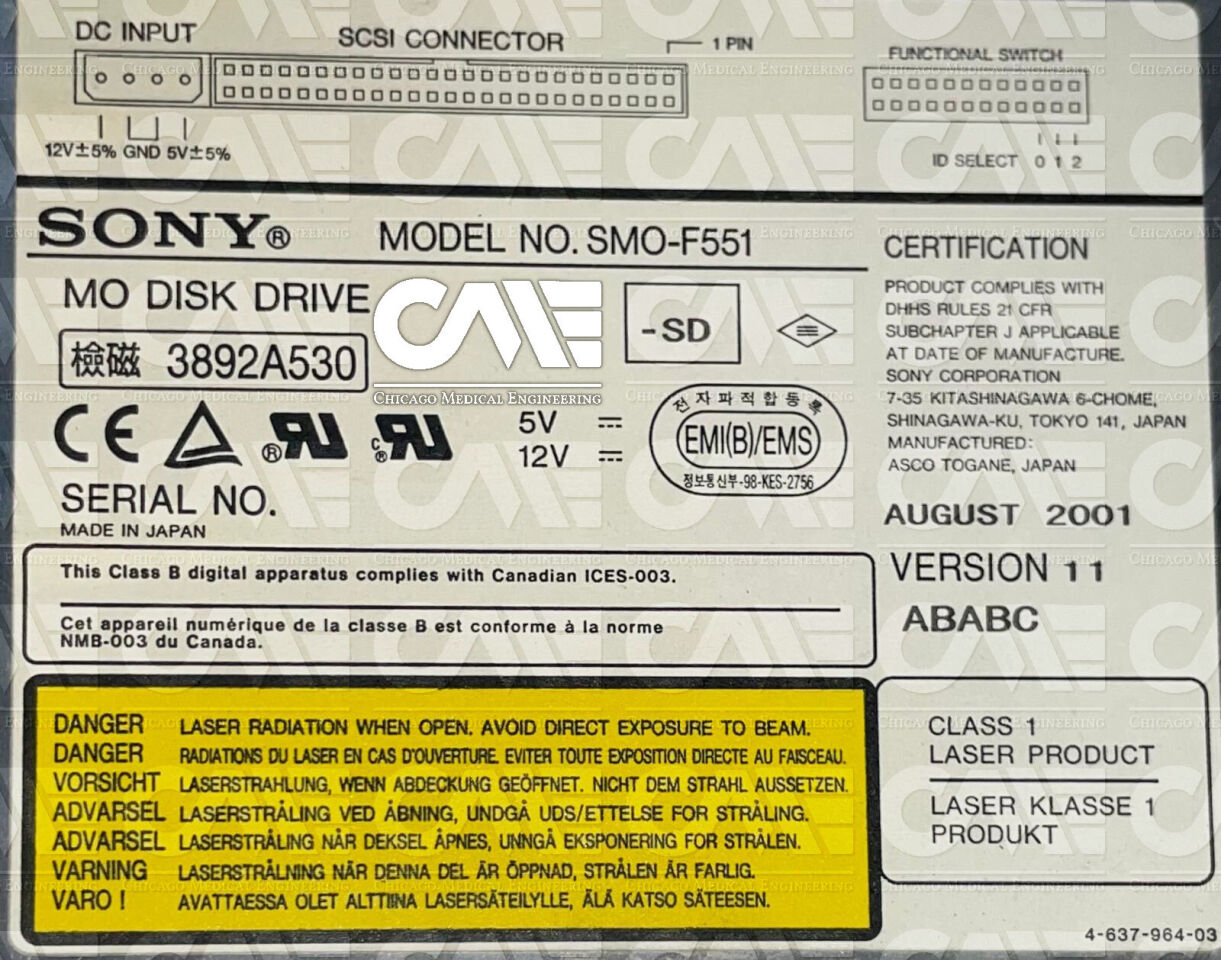 DC INPUT
SCSI CONNECTOR
1 PIN
FUNCTIONAL SWITCH
12V±5% GND 5V±5%
ID SELECT 0 1 2
SONY®
MODEL NO. SMO-F551
MO DISK DRIVE
CME
CHICAGO MEDICAL ENGINEERING
-SD
檢磁 3892A530
CE
5V
12V
전자파적합등록
EMI(B)/EMS
정보통신부-98-KES-2756
SERIAL NO.
MADE IN JAPAN
CERTIFICATION
PRODUCT COMPLIES WITH
DHHS RULES 21 CFR
SUBCHAPTER J APPLICABLE
AT DATE OF MANUFACTURE.
SONY CORPORATION
7-35 KITASHINAGAWA 6-CHOME,
SHINAGAWA-KU, TOKYO 141, JAPAN
MANUFACTURED:
ASCO TOGANE, JAPAN
AUGUST 2001
VERSION 11
ABABC
This Class B digital apparatus complies with Canadian ICES-003.
Cet appareil numérique de la classe B est conforme à la norme
NMB-003 du Canada.
DANGER LASER RADIATION WHEN OPEN. AVOID DIRECT EXPOSURE TO BEAM.
DANGER RADIATIONS DU LASER EN CAS D'OUVERTURE. EVITER TOUTE EXPOSITION DIRECTE AU FAISCEAU.
VORSICHT LASERSTRAHLUNG, WENN ABDECKUNG GEÖFFNET. NICHT DEM STRAHL AUSSETZEN.
ADVARSEL LASERSTRÅLING VED ÅBNING, UNDGÅ UDS/ETTELSE FOR STRÅLING.
ADVARSEL LASERSTRÅLING NÅR DEKSEL ÅPNES, UNNGÅ EKSPONERING FOR STRÅLEN.
VARNING LASERSTRÅLNING NÄR DENNA DEL ÄR ÖPPNAD, STRÅLEN ÄR FARLIG.
VARO ! AVATTAESSA OLET ALTTIINA LASERSÄTEILYLLE, ÄLÄ KATSO SÄTEESEN.
CLASS 1
LASER PRODUCT
LASER KLASSE 1
PRODUKT
4-637-964-03